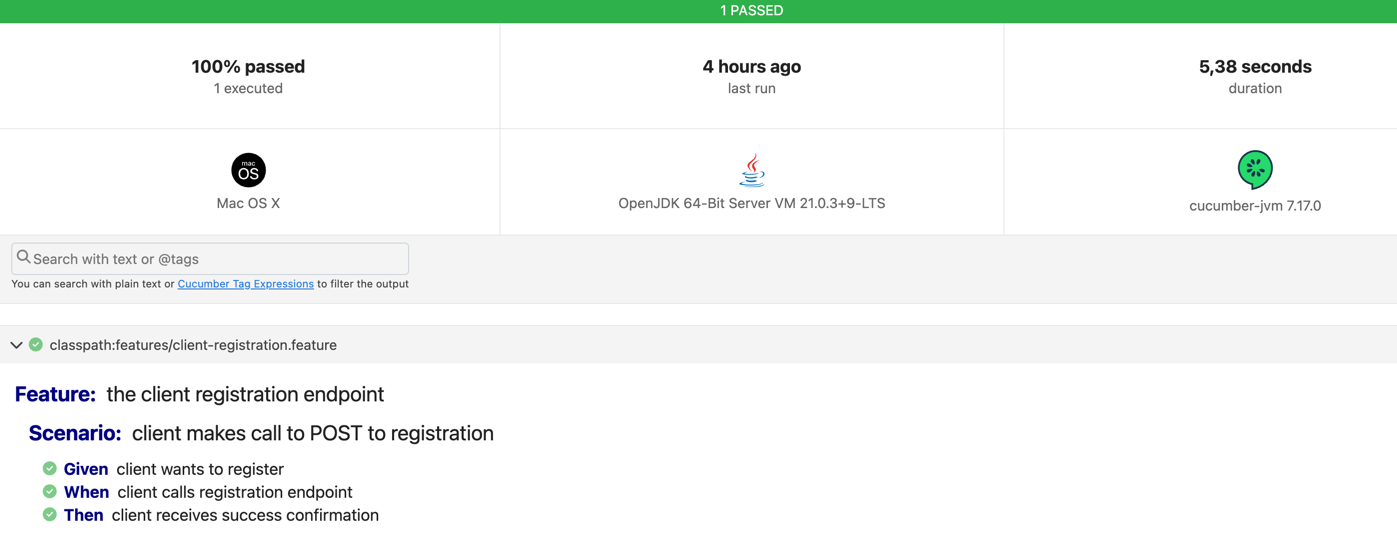 1 PASSED
100% passed
1 executed
4 hours ago
last run
5,38 seconds
duration
mac
OS
Mac OS X
OpenJDK 64-Bit Server VM 21.0.3+9-LTS
cucumber-jvm 7.17.0
Search with text or @tags
You can search with plain text or Cucumber Tag Expressions to filter the output
classpath:features/client-registration.feature
Feature: the client registration endpoint
Scenario: client makes call to POST to registration
Given client wants to register
When client calls registration endpoint
Then client receives success confirmation